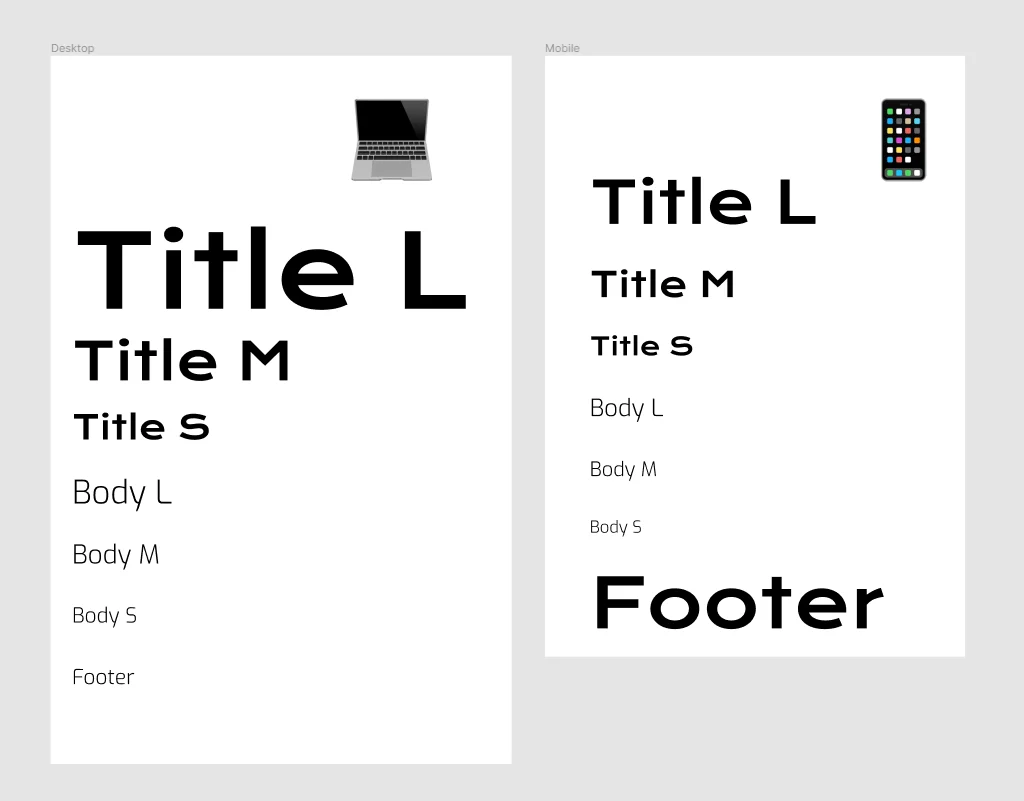 Desktop
Title L
Title M
Title S
Body L
Body M
Body S
Footer
Mobile
Title L
Title M
Title S
Body L
Body M
Body S
Footer